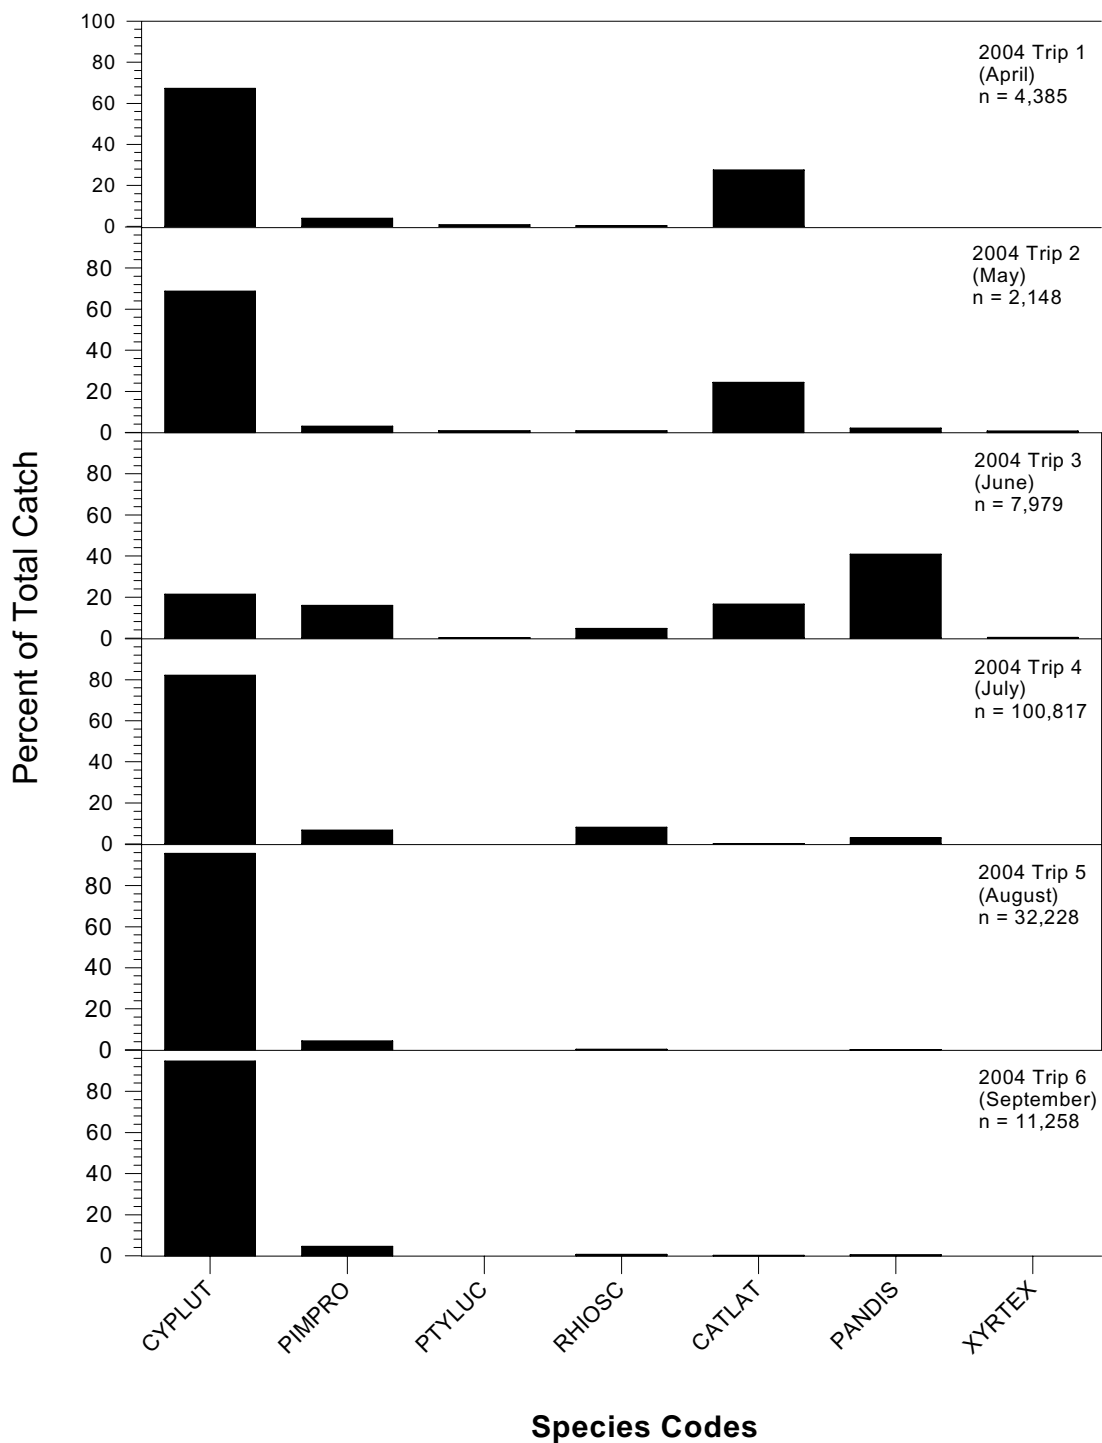 Percent of Total Catch
100
80
60
40
20
0
2004 Trip 1
(April)
n = 4,385
80
60
40
20
0
2004 Trip 2
(May)
n = 2,148
80
60
40
20
0
2004 Trip 3
(June)
n = 7,979
80
60
40
20
0
2004 Trip 4
(July)
n = 100,817
80
60
40
20
0
2004 Trip 5
(August)
n = 32,228
80
60
40
20
0
2004 Trip 6
(September)
n = 11,258
CYPLUT
PIMPRO
PTYLUC
RHIOSC
CATLAT
PANDIS
XYRTEX
Species Codes